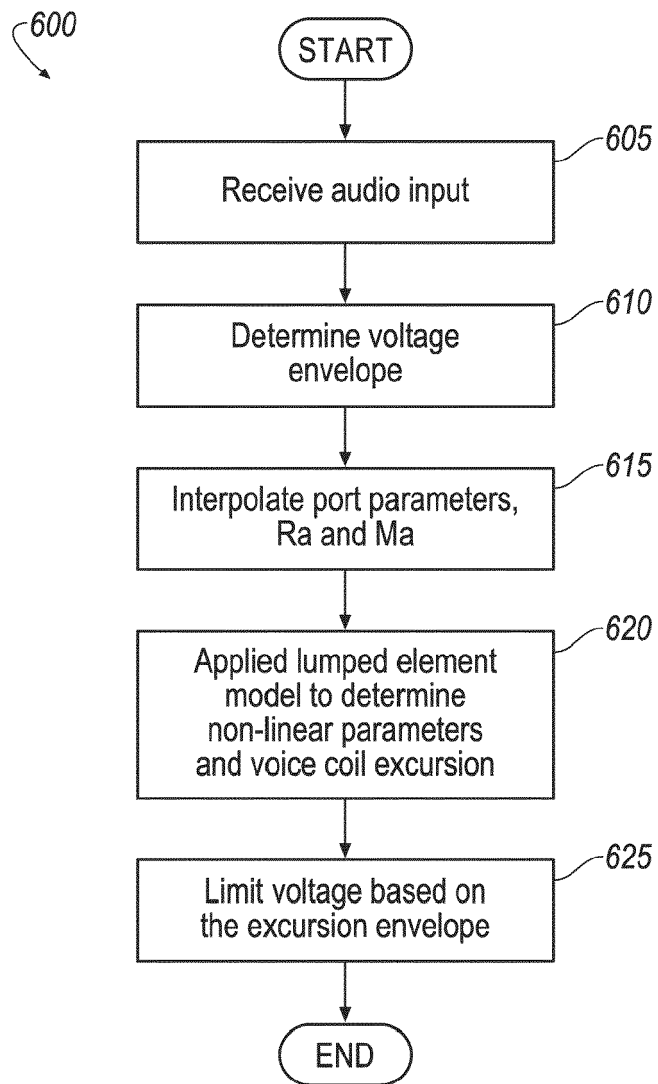 600
START
605
Receive audio input
610
Determine voltage
envelope
615
Interpolate port parameters,
Ra and Ma
620
Applied lumped element
model to determine
non-linear parameters
and voice coil excursion
625
Limit voltage based on
the excursion envelope
END